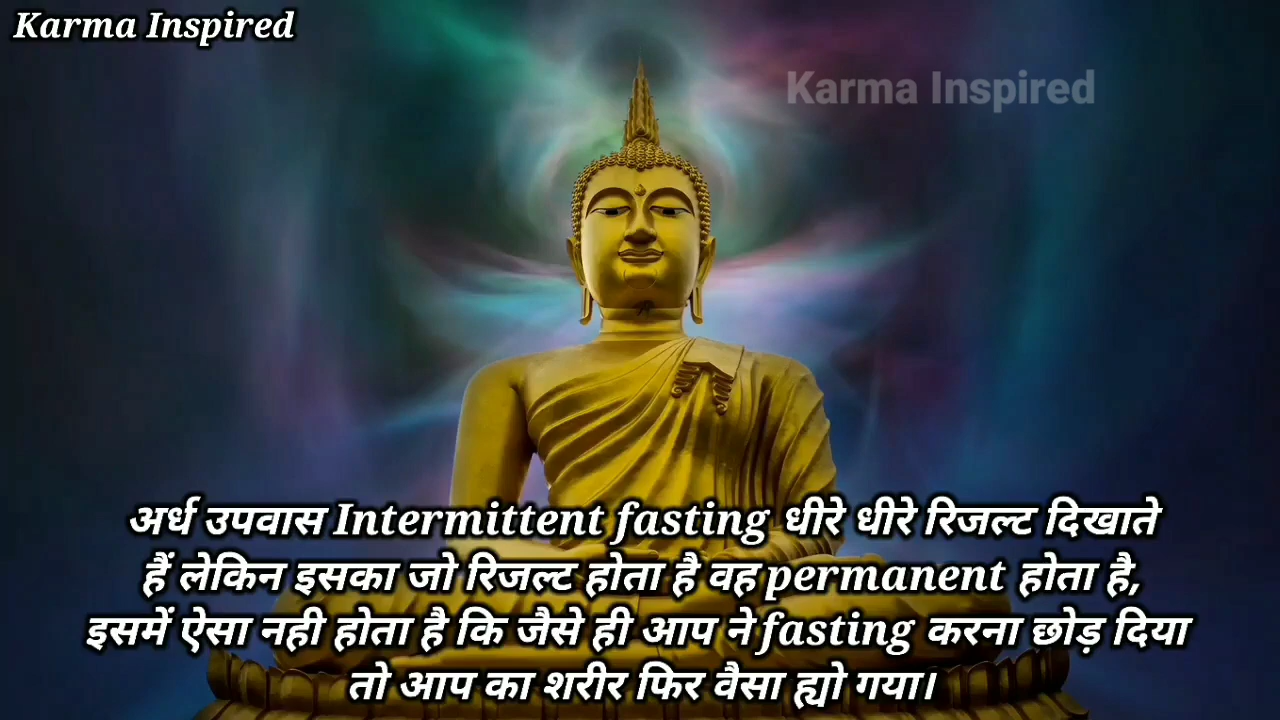 Karma Inspired
Karma Inspired
अर्ध उपवास Intermittent fasting धीरे धीरे रिजल्ट दिखाते
हैं लेकिन इसका जो रिजल्ट होता है वह permanent होता है,
इसमें ऐसा नही होता है कि जैसे ही आप ने fasting करना छोड़ दिया
तो आप का शरीर फिर वैसा ह्यो गया।